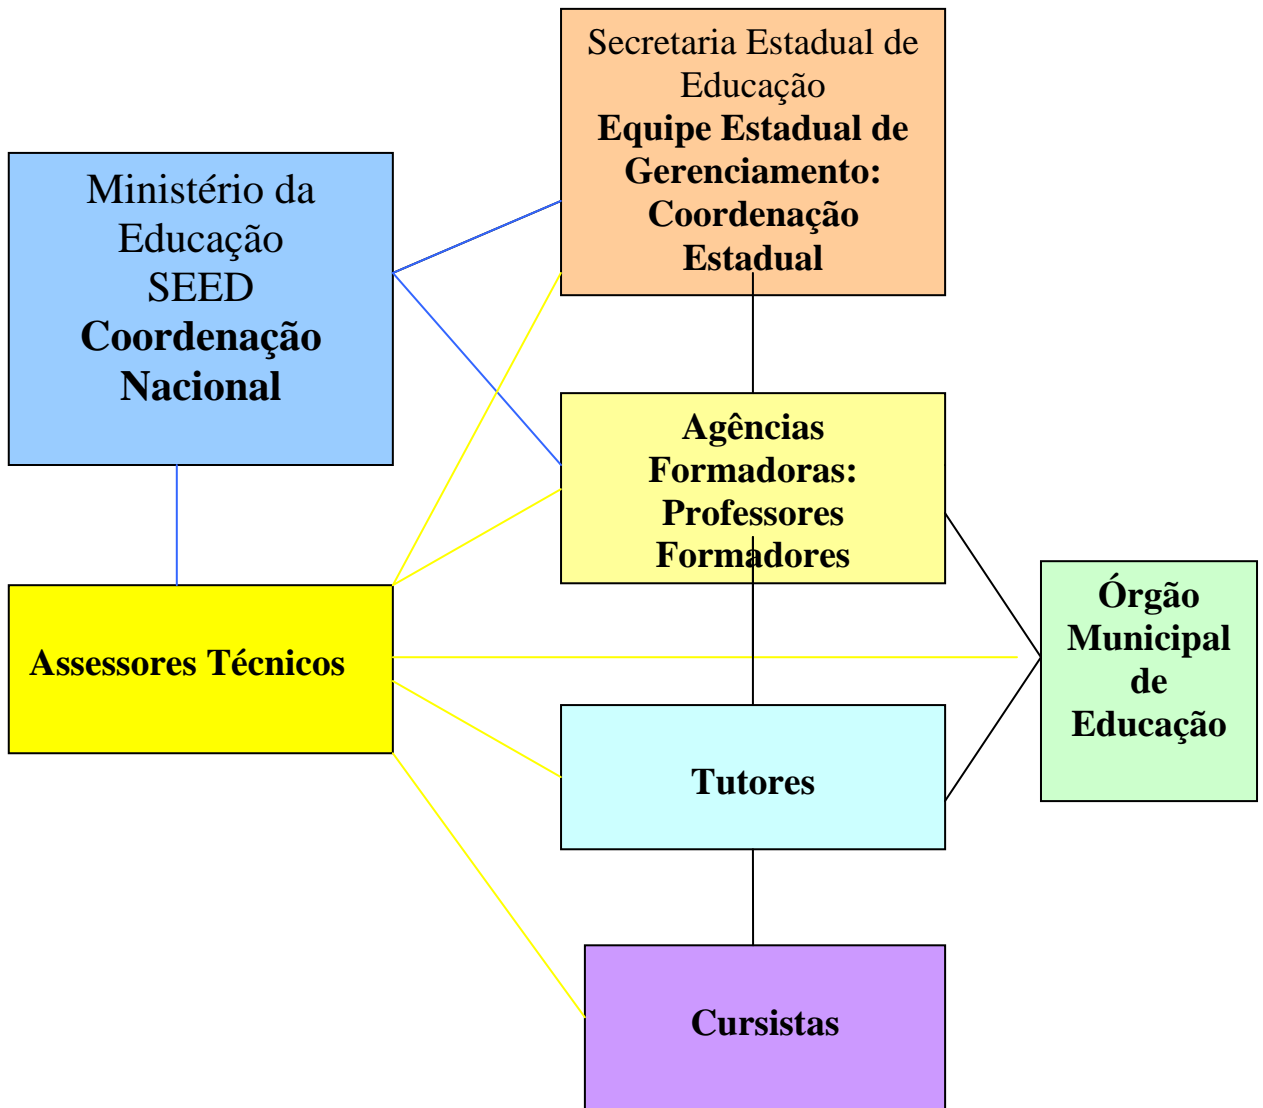 Secretaria Estadual de
Educação
Equipe Estadual de
Gerenciamento:
Coordenação
Estadual
Ministério da
Educação
SEED
Coordenação
Nacional
Agências
Formadoras:
Professores
Formadores
Assessores Técnicos
Órgão
Municipal
de
Educação
Tutores
Cursistas